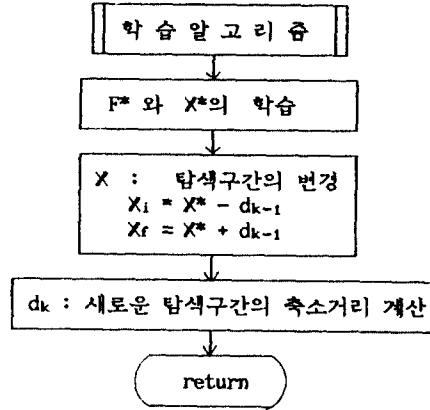 학 습 알 고 리 즘
F* 와 X*의 학습
X : 탐색구간의 변경
Xi = X* - dk-1
Xf = X* + dk-1
dk : 새로운 탐색구간의 축소거리 계산
return